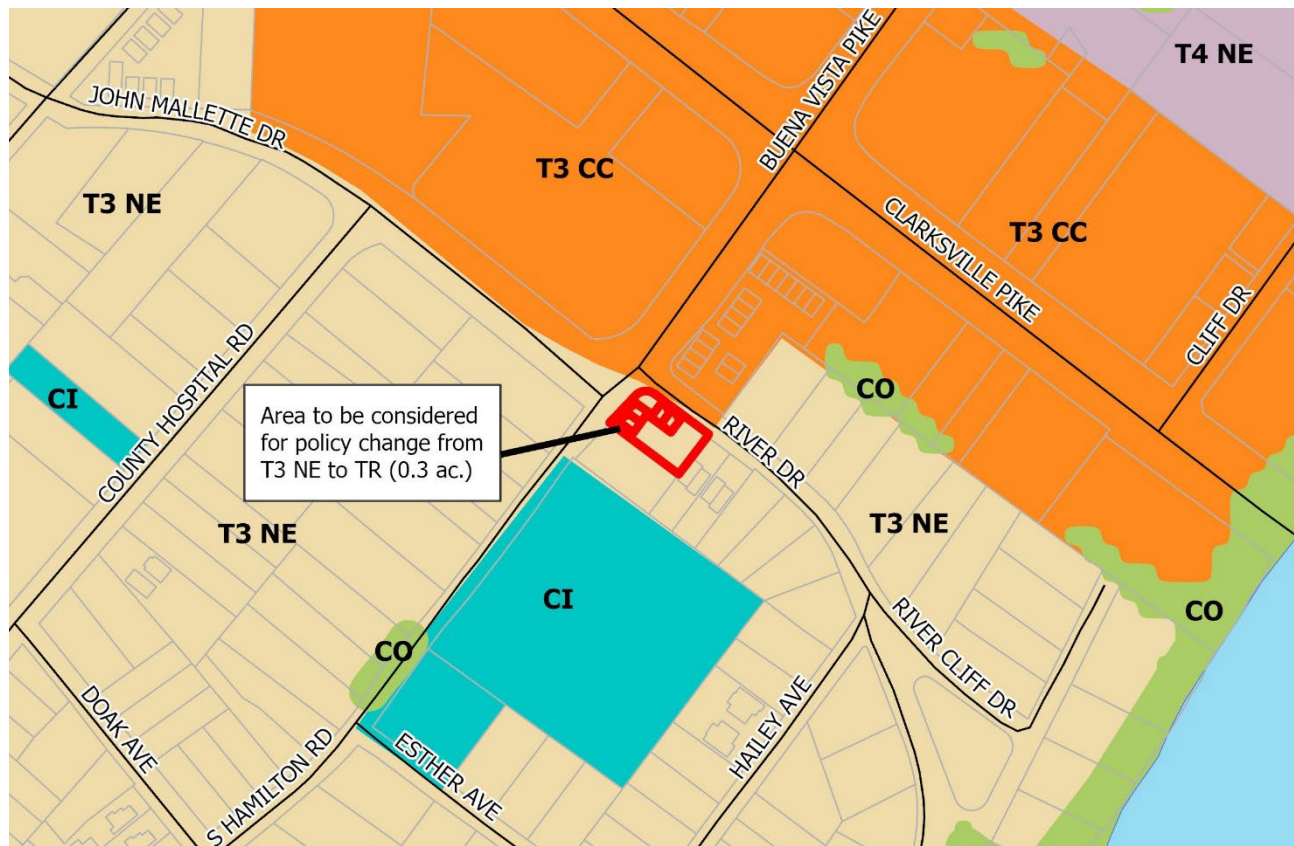 T4 NE
BUENA VISTA PIKE
JOHN MALLETTE DR
T3 CC
T3 NE
T3 CC
CLARKSVILLE PIKE
CLIFF DR
COUNTY HOSPITAL RD
CI
CO
Area to be considered
for policy change from
T3 NE to TR (0.3 ac.)
RIVER DR
T3 NE
T3 NE
CI
CO
RIVER CLIFF DR
CO
DOAK AVE
HAILEY AVE
S HAMILTON RD
ESTHER AVE